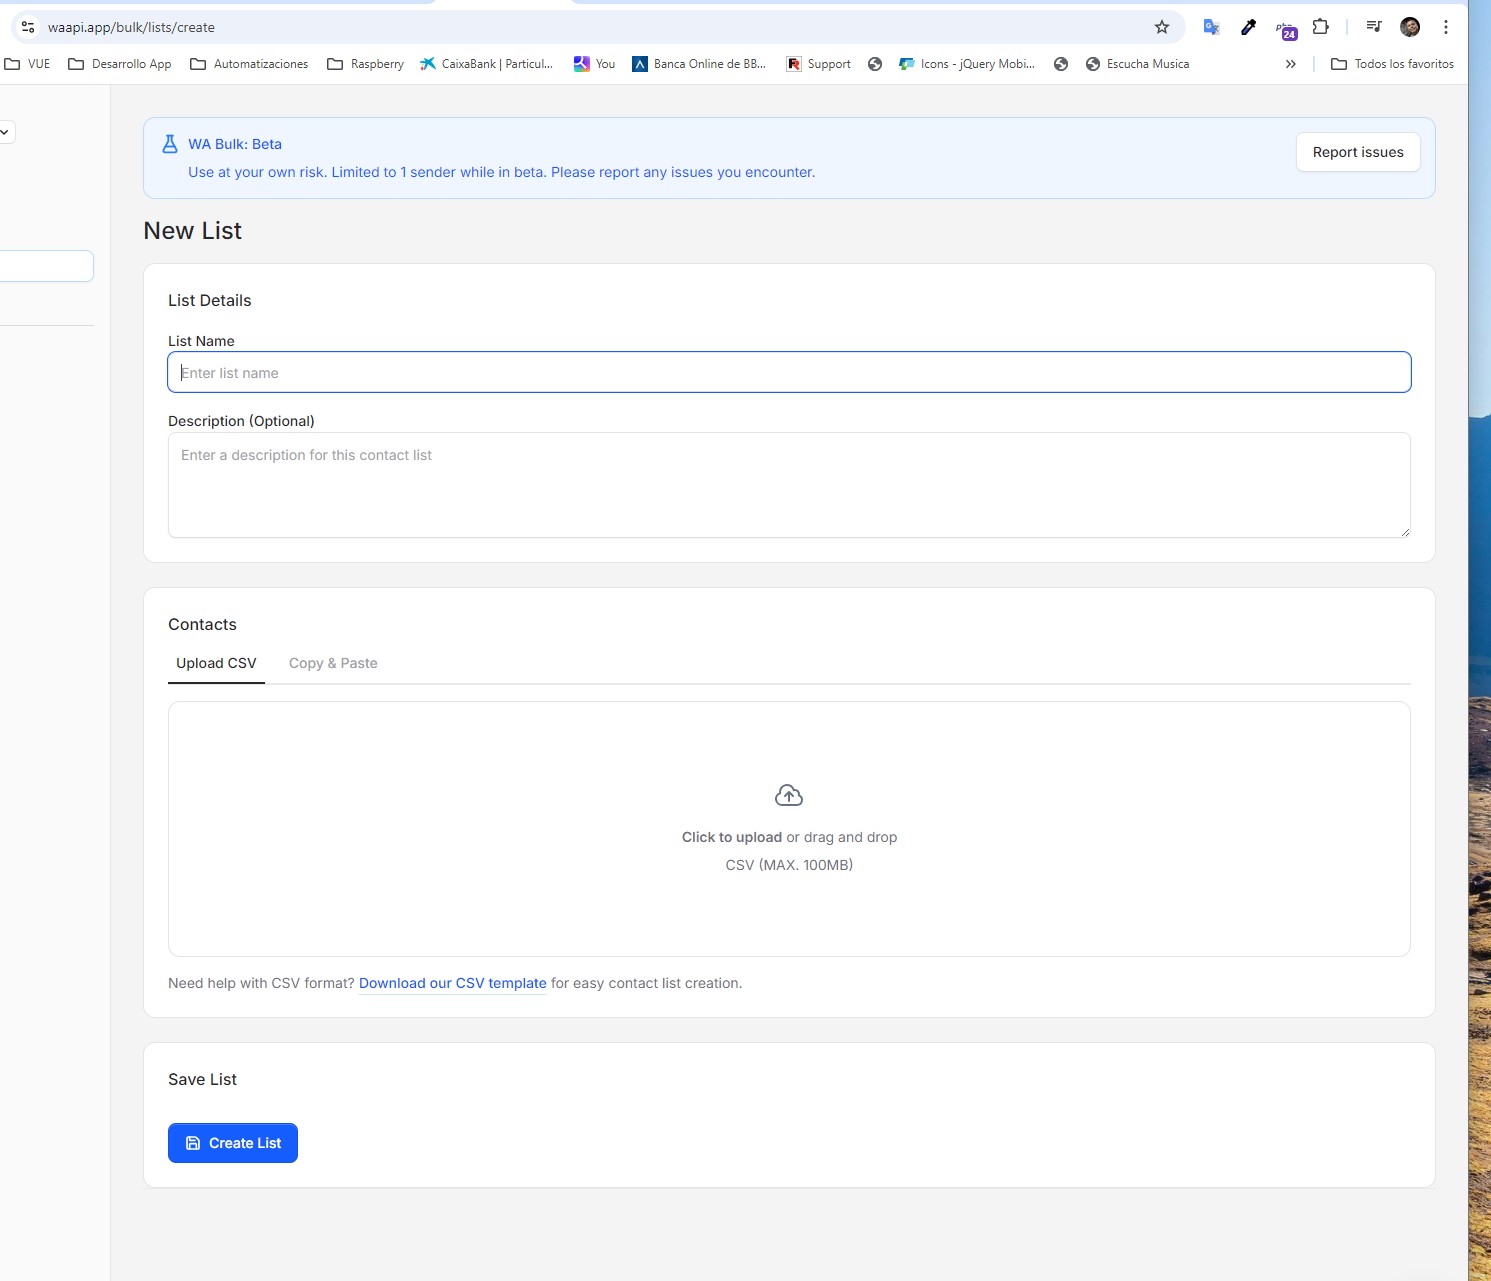 waapi.app/bulk/lists/create
24
VUE
Desarrollo App
Automatizaciones
Raspberry
CaixaBank | Particul...
You
Banca Online de BB...
Support
Icons - jQuery Mobi...
Escucha Musica
Todos los favoritos
WA Bulk: Beta
Use at your own risk. Limited to 1 sender while in beta. Please report any issues you encounter.
Report issues
New List
List Details
List Name
Enter list name
Description (Optional)
Enter a description for this contact list
Contacts
Upload CSV
Copy & Paste
Click to upload or drag and drop
CSV (MAX. 100MB)
Need help with CSV format? Download our CSV template for easy contact list creation.
Save List
Create List